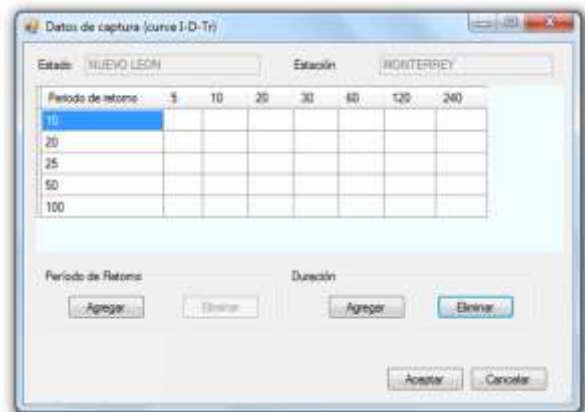 Datos de captura (curva I-D-Tr)
Estado NUEVO LEON Estación MONTERREY
Periodo de retorno 5 10 20 30 60 120 240
10
20
25
50
100
Período de Retorno Duración
Agregar Eliminar Agregar Eliminar
Aceptar Cancelar